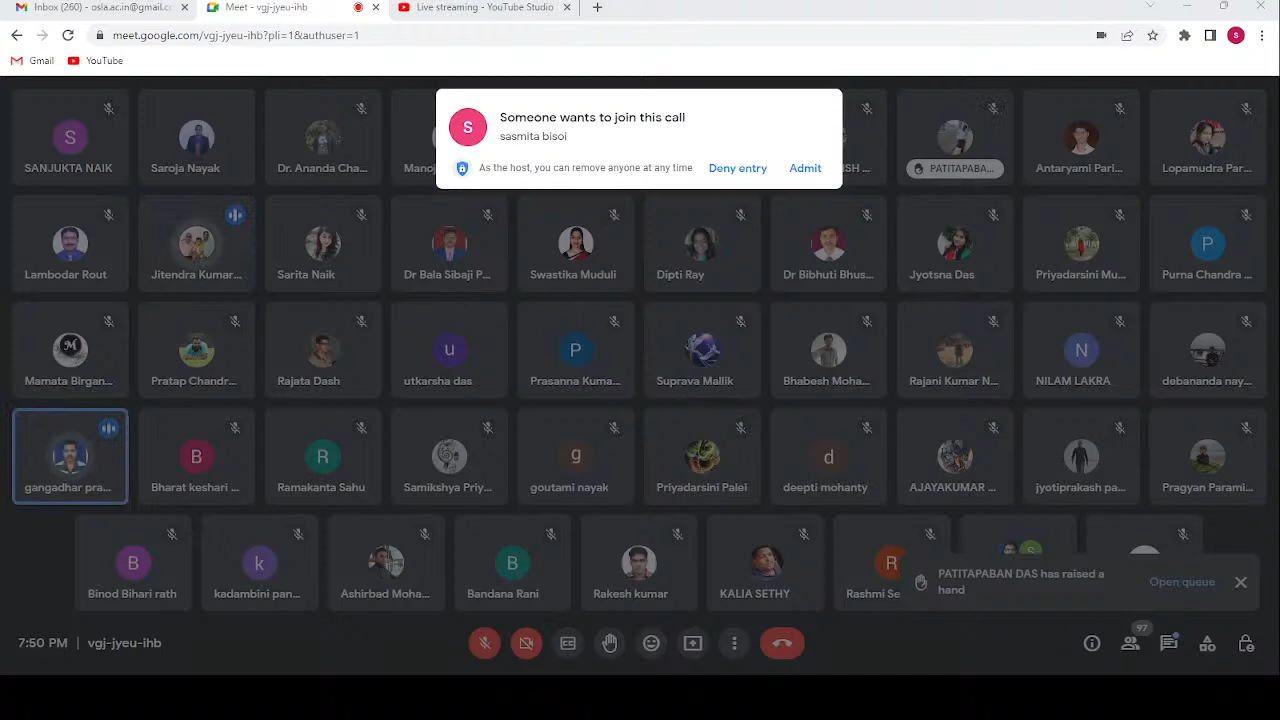 Inbox (260) - osla.ac.in@gmail.c
Meet - vgj-jyeu-ihb
Live streaming - YouTube Studio
meet.google.com/vgj-jyeu-ihb?pli=1&authuser=1
S
Gmail
YouTube
Someone wants to join this call
S
sasmita bisoi
As the host, you can remove anyone at any time
Deny entry
Admit
S
SANJUKTA NAIK
Saroja Nayak
Dr. Ananda Cha...
PATITAPABA...
Antaryami Pari...
Lopamudra Par...
Lambodar Rout
Jitendra Kumar...
Sarita Naik
Dr Bala Sibaji P...
Swastika Muduli
Dipti Ray
Dr Bibhuti Bhus...
Jyotsna Das
Priyadarsini Mu...
P
Purna Chandra ...
M
Mamata Birgan...
Pratap Chandr...
Rajata Dash
u
utkarsha das
P
Prasanna Kuma...
Suprava Mallik
Bhabesh Moha...
Rajani Kumar N...
N
NILAM LAKRA
debananda nay...
gangadhar pra...
B
Bharat keshari ...
R
Ramakanta Sahu
Samikshya Priy...
g
goutami nayak
Priyadarsini Palei
d
deepti mohanty
AJAYAKUMAR ...
jyotiprakash pa...
Pragyan Parami...
B
Binod Bihari rath
k
kadambini pan...
Ashirbad Moha...
B
Bandana Rani
Rakesh kumar
KALIA SETHY
R
Rashmi Se
S
PATITAPABAN DAS has raised a
hand
Open queue
7:50 PM | vgj-jyeu-ihb
97